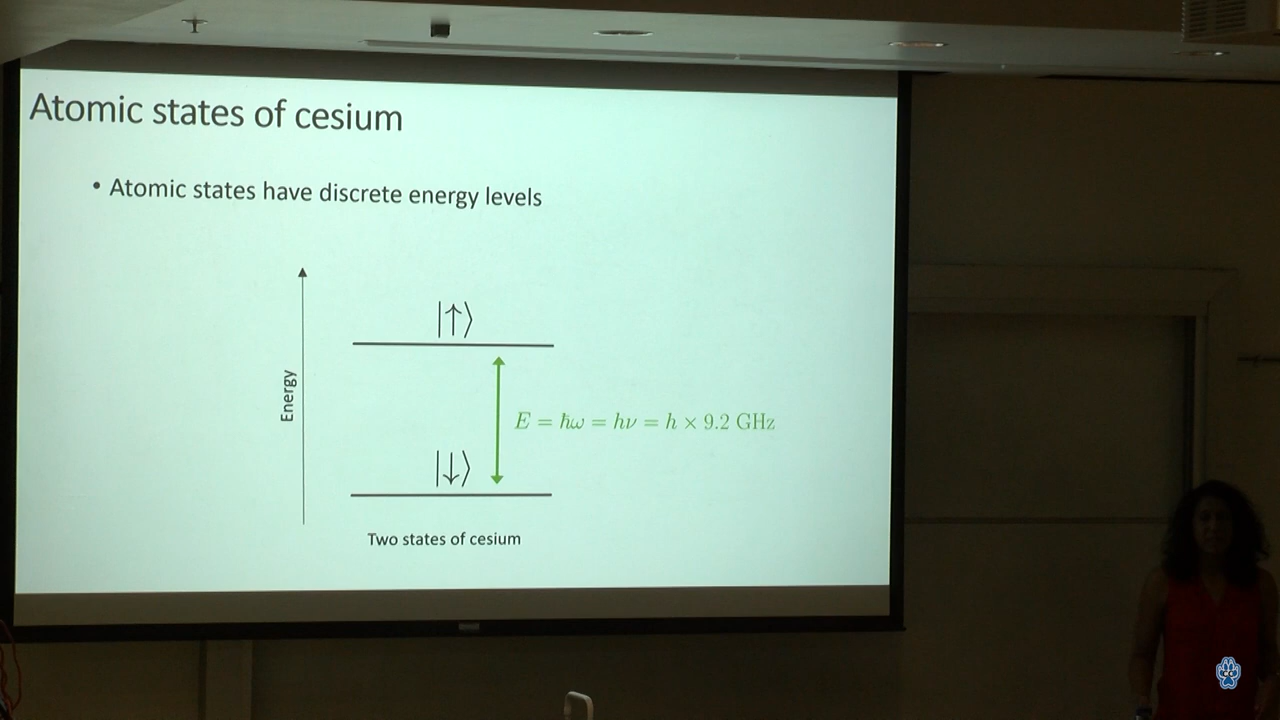 Atomic states of cesium
• Atomic states have discrete energy levels
Energy
|↑⟩
E = ħω = hν = h × 9.2 GHz
|↓⟩
Two states of cesium